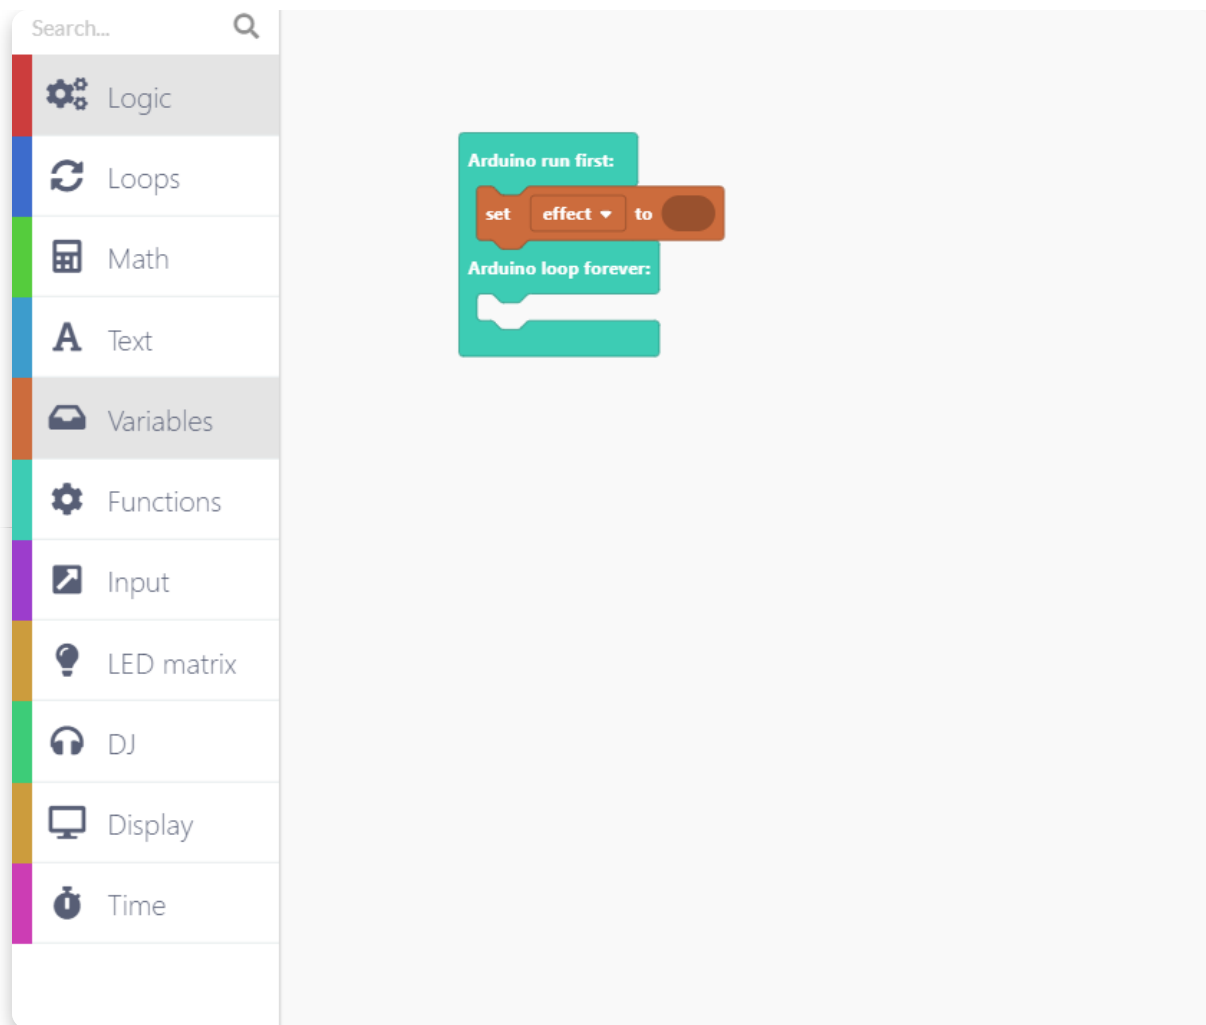 Search...
Logic
Loops
Math
Text
Variables
Functions
Input
LED matrix
DJ
Display
Time
Arduino run first:
set effect to
Arduino loop forever: